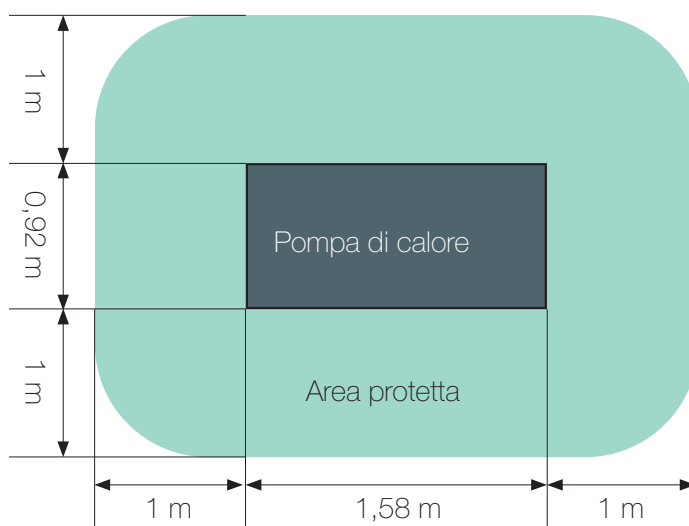 1 m
0,92 m
1 m
Pompa di calore
Area protetta
1 m
1,58 m
1 m